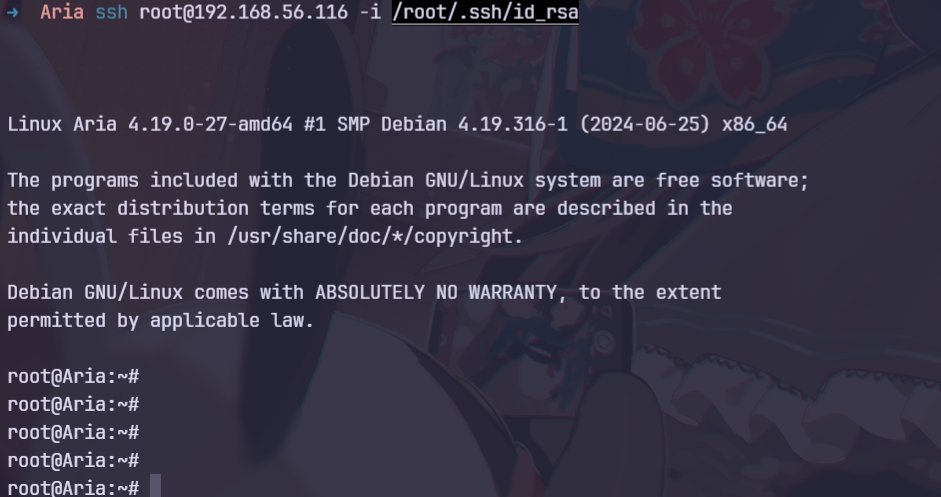 → Aria ssh root@192.168.56.116 -i /root/.ssh/id_rsa
Linux Aria 4.19.0-27-amd64 #1 SMP Debian 4.19.316-1 (2024-06-25) x86_64
The programs included with the Debian GNU/Linux system are free software;
the exact distribution terms for each program are described in the
individual files in /usr/share/doc/*/copyright.
Debian GNU/Linux comes with ABSOLUTELY NO WARRANTY, to the extent
permitted by applicable law.
root@Aria:~#
root@Aria:~#
root@Aria:~#
root@Aria:~#
root@Aria:~#